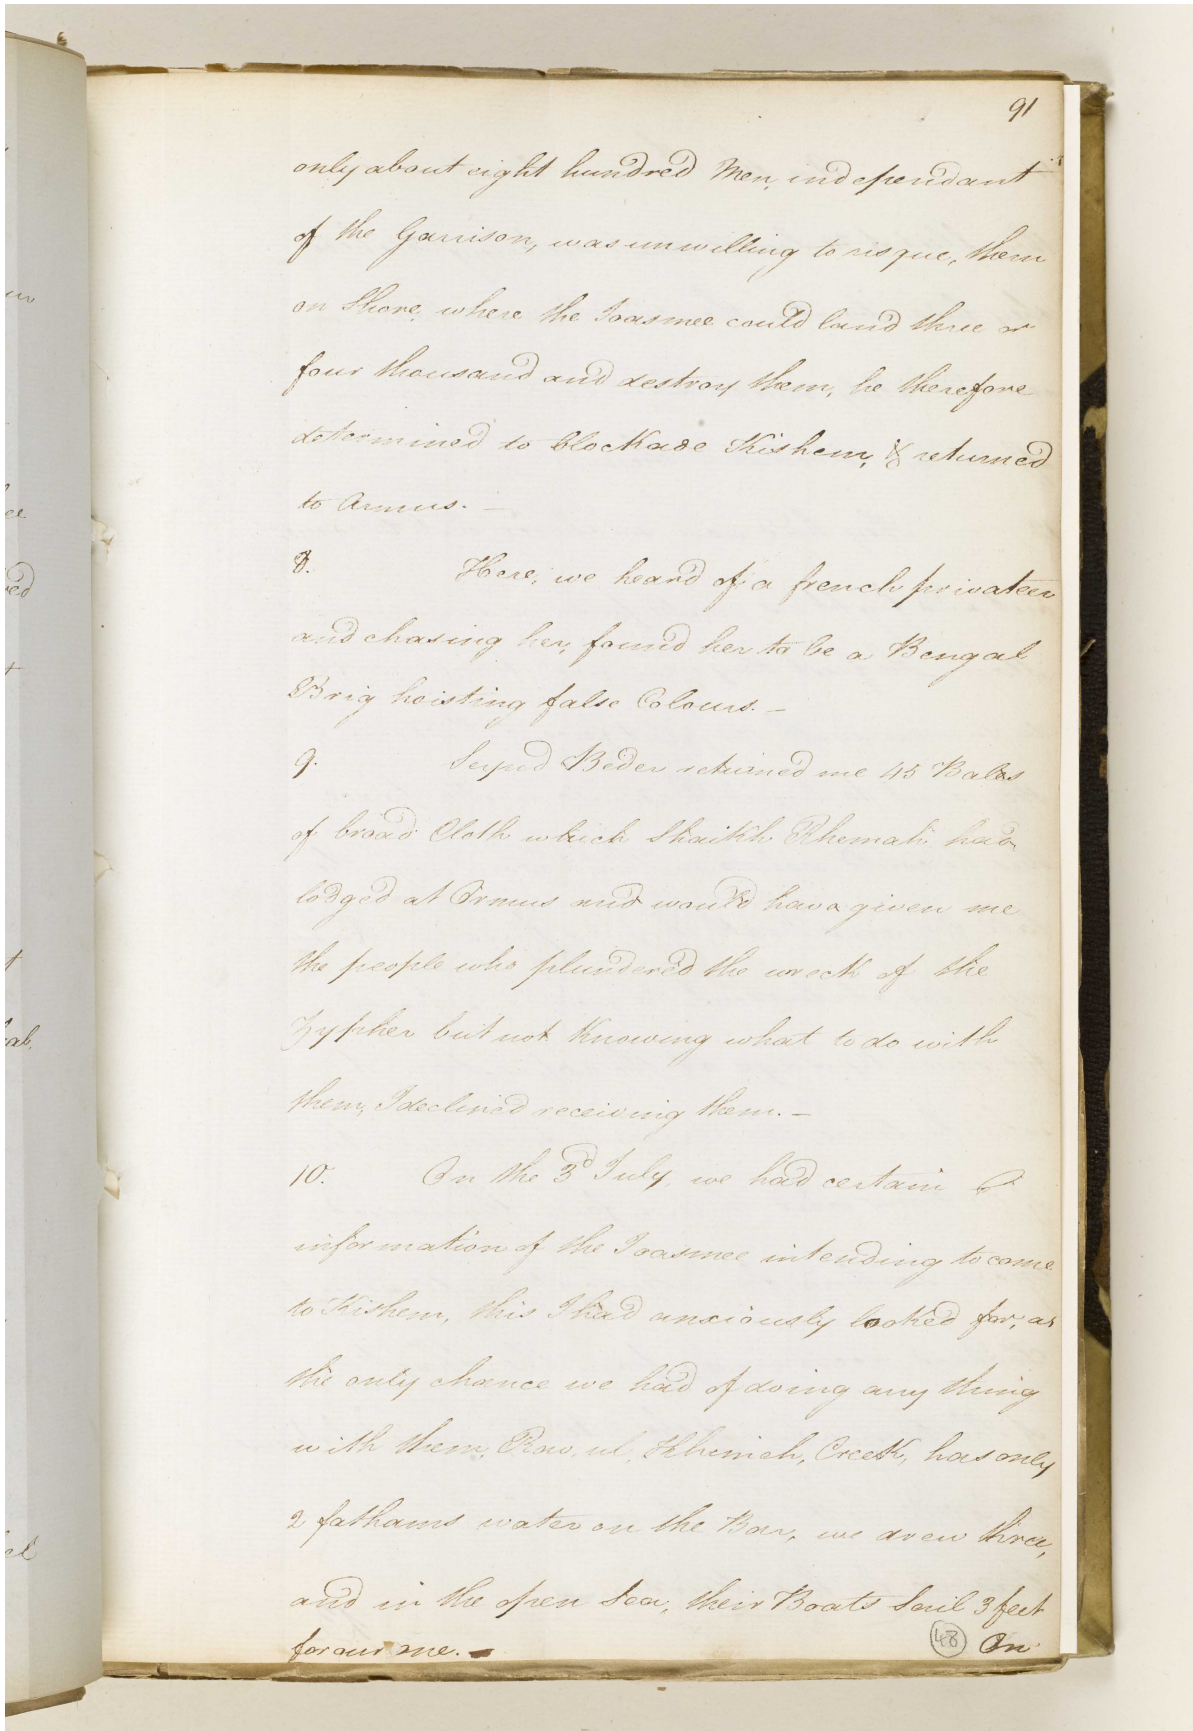 91
only about eight hundred Men, independant
of the Garrison, was unwilling to risque, them
on Shore, where the Joasmee could land three or
four thousand and destroy them, he therefore
determined to blockade Kishem, & returned
to Armus. —
8. Here, we heard of a french privateer
and chasing her, found her to be a Bengal
Brig hoisting false Colours. —
9. Seyud Beder returned me 45 Bales
of broad Cloth which Shaikh Rhemah had
lodged at Ormus and would have given me
the people who plundered the wreck of the
Zypher but not Knowing what to do with
them, I declined receiving them. —
10. On the 3d July, we had certain
information of the Joasmee intending to come
to Kishem, this I had anxiously looked for, as
the only chance we had of doing any thing
with them, Ras, ul, Creek, has only
2 fathoms water on the Bar, we drew three,
and in the open Sea, their Boats Sail 3 feet
for our one. —
48 On